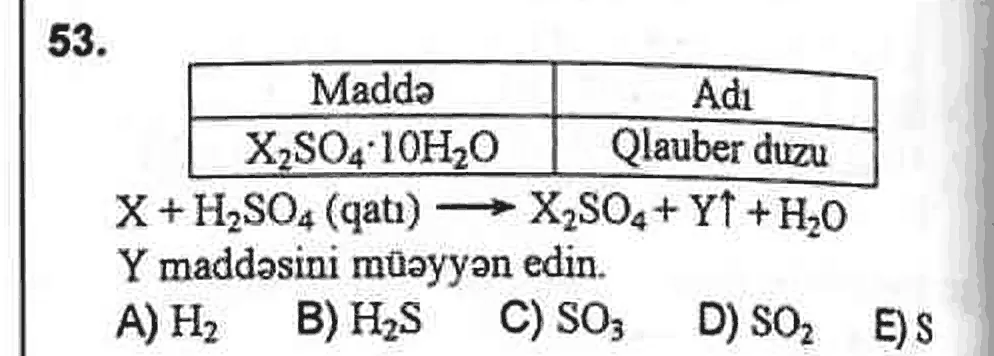 53.
Maddə Adı
X₂SO₄·10H₂O Qlauber duzu
X + H₂SO₄ (qatı) ⟶ X₂SO₄ + Y↑ + H₂O
Y maddəsini müəyyən edin.
A) H₂ B) H₂S C) SO₃ D) SO₂ E) S